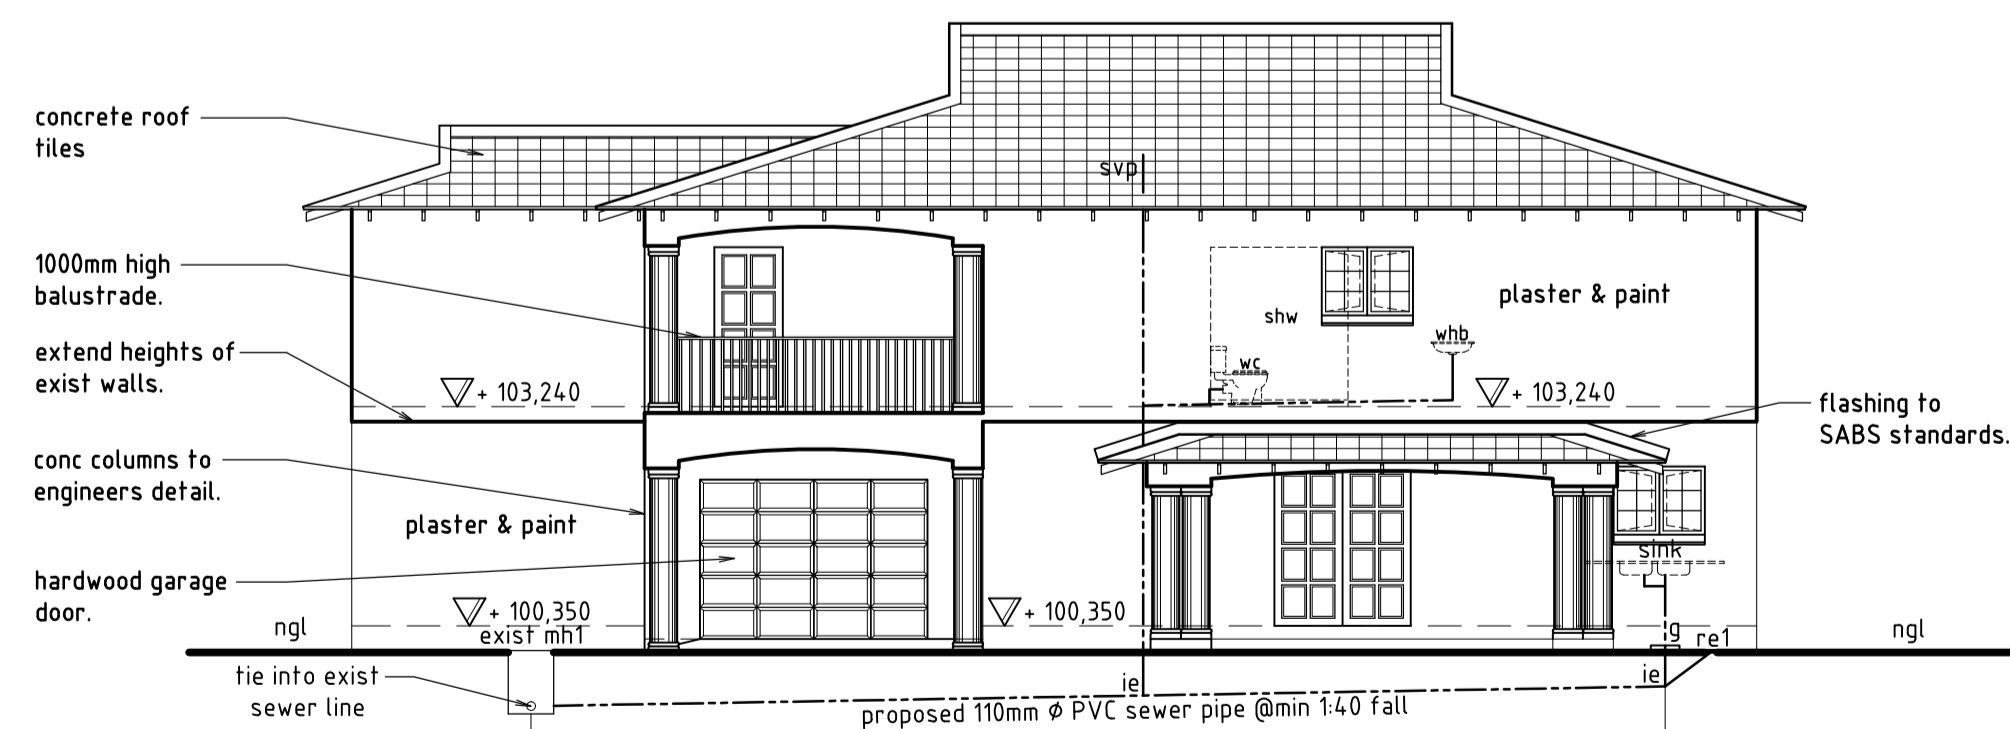 concrete roof
tiles
svp
1000mm high
balustrade.
plaster & paint
shw
whb
extend heights of
exist walls.
wc
+ 103,240
+ 103,240
flashing to
SABS standards.
conc columns to
engineers detail.
plaster & paint
sink
hardwood garage
door.
+ 100,350
+ 100,350
exist mh1
ngl
g
re1
ngl
tie into exist
sewer line
ie
ie
proposed 110mm Ø PVC sewer pipe @min 1:40 fall